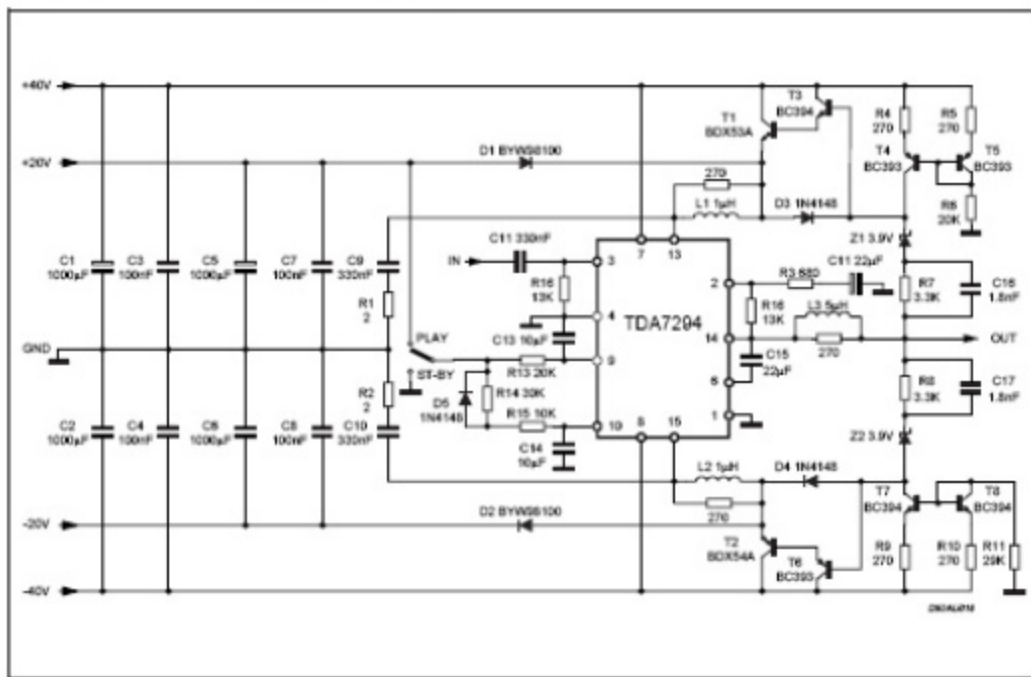 +40V
T3
BC394
T1
BDX53A
R4
270
R5
270
+20V
D1 BYW98100
T4
BC393
T5
BC393
270
L1 1μH
D3 1N4148
R6
20K
C1
1000μF
C3
100nF
C5
1000μF
C7
100nF
C9
330nF
C11 330nF
IN
3
7
13
Z1 3.9V
R1
2
R16
13K
2
R3 680
C11 22μF
R7
3.3K
C16
1.8nF
4
TDA7294
R16
13K
L3 5μH
GND
PLAY
C13 10μF
14
OUT
ST-BY
9
270
R13 20K
C15
22μF
6
R2
2
D5
1N4148
R14 30K
R8
3.3K
C17
1.8nF
R15 10K
10
8
15
1
C2
1000μF
C4
100nF
C6
1000μF
C8
100nF
C10
330nF
C14
10μF
Z2 3.9V
L2 1μH
D4 1N4148
270
T7
BC394
T8
BC394
-20V
D2 BYW98100
T2
BDX54A
T6
BC393
R9
270
R10
270
R11
29K
-40V